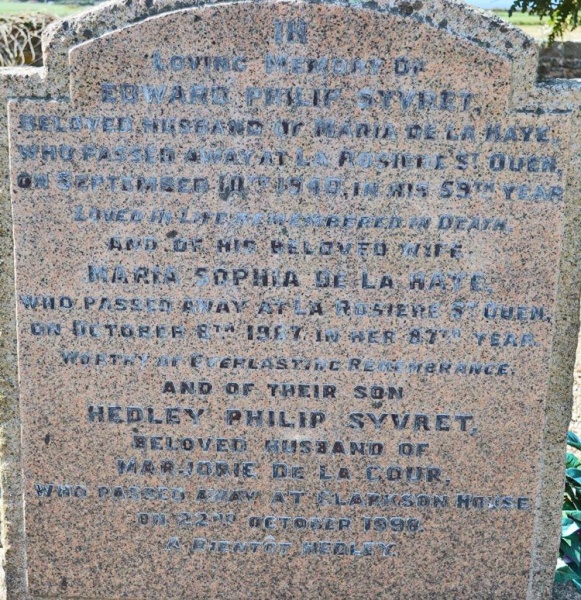 IN
LOVING MEMORY OF
EDWARD PHILIP SYVRET,
BELOVED HUSBAND OF MARIA DE LA HAYE,
WHO PASSED AWAY AT LA ROSIERE ST OUEN,
ON SEPTEMBER 10TH 1940, IN HIS 59TH YEAR
LOVED IN LIFE REMEMBERED IN DEATH.
AND OF HIS BELOVED WIFE
MARIA SOPHIA DE LA HAYE.
WHO PASSED AWAY AT LA ROSIERE ST OUEN,
ON OCTOBER 8TH 1967, IN HER 87TH YEAR.
WORTHY OF EVERLASTING REMEMBRANCE.
AND OF THEIR SON
HEDLEY PHILIP SYVRET,
BELOVED HUSBAND OF
MARJORIE DE LA COUR,
WHO PASSED AWAY AT CLARKSON HOUSE
ON 22ND OCTOBER 1998.
A BIENTÔT HEDLEY.